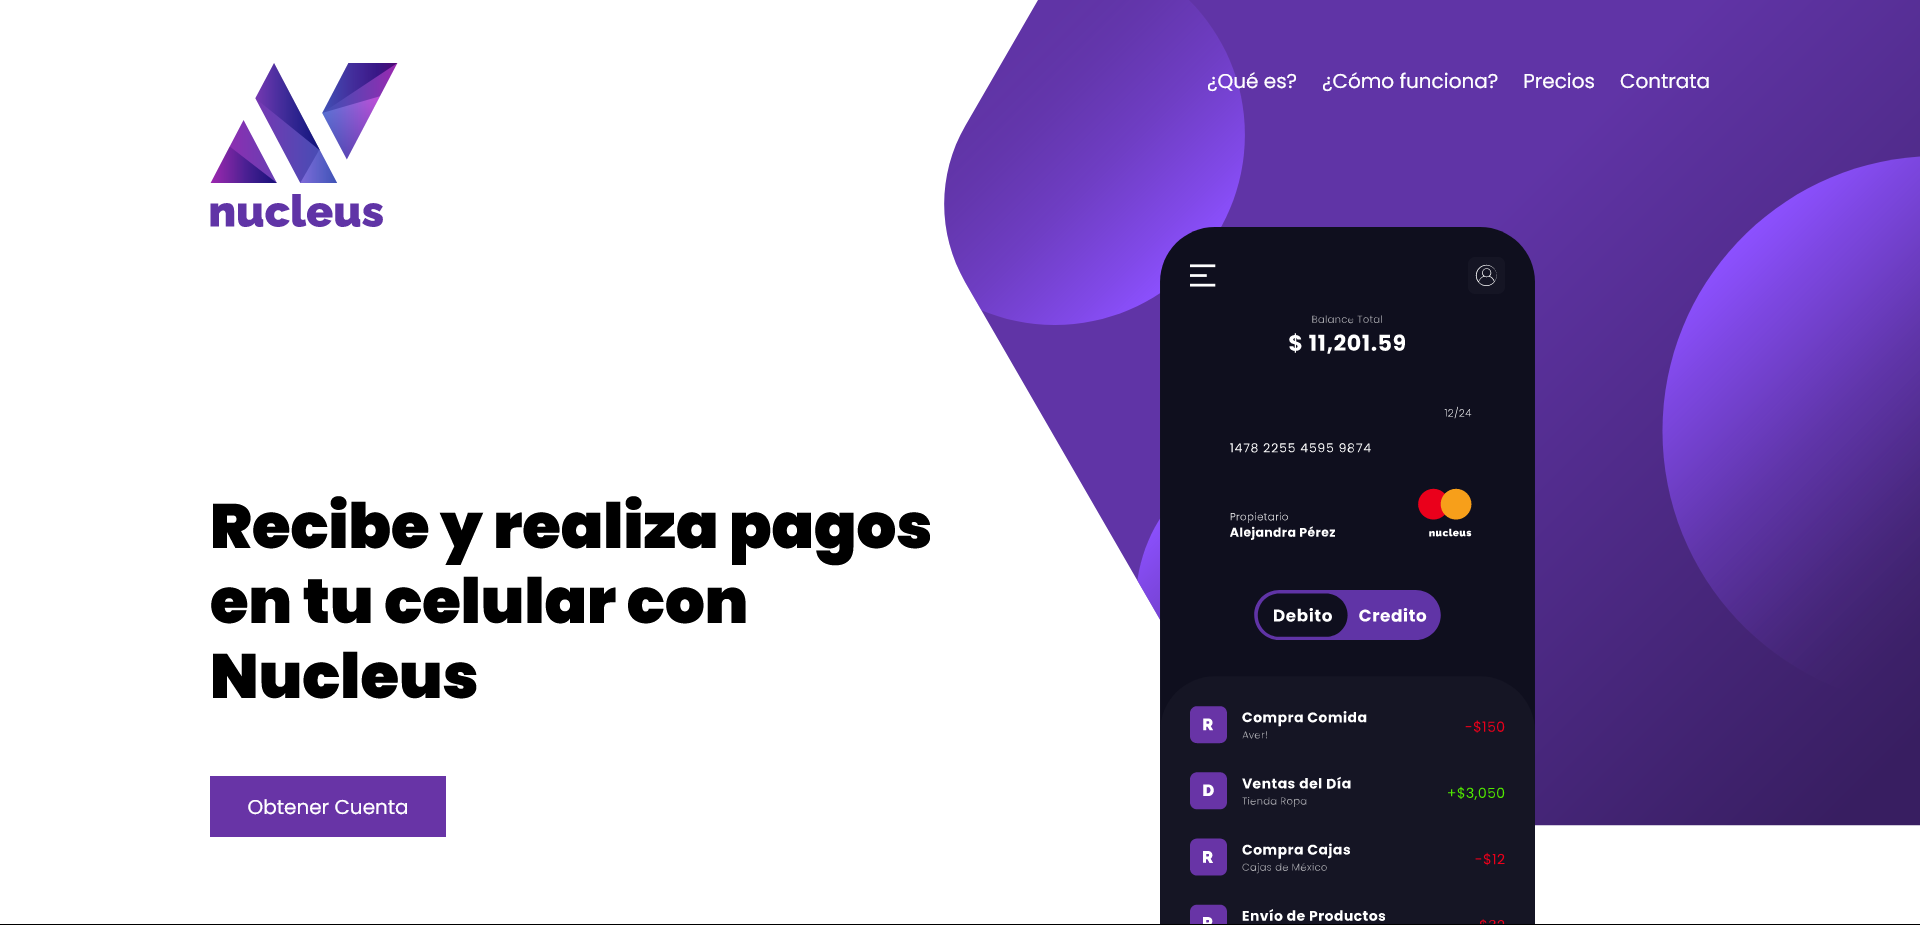 nucleus
¿Qué es? ¿Cómo funciona? Precios Contrata
Recibe y realiza pagos
en tu celular con
Nucleus
Obtener Cuenta
Balance Total
$ 11,201.59
12/24
1478 2255 4595 9874
Propietario
Alejandra Pérez
nucleus
Debito Credito
R Compra Comida -$150
Aver!
D Ventas del Día +$3,050
Tienda Ropa
R Compra Cajas -$12
Cajas de México
Envío de Productos